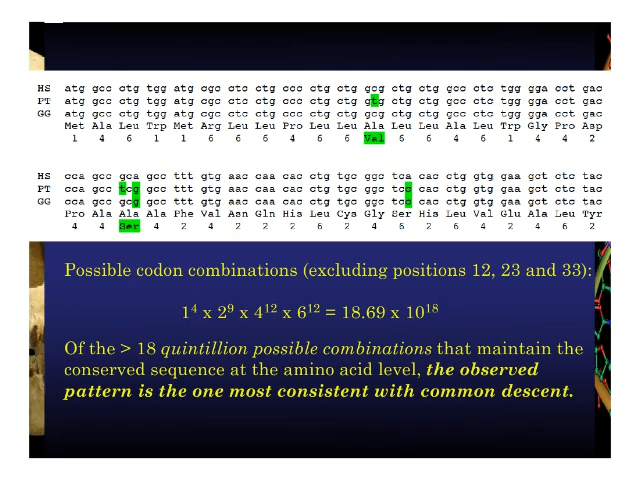 HS atg gcc ctg tgg atg cgc ctc ctg ccc ctg ctg gcg ctg ctg gcc ctc tgg gga cct gac
PT atg gcc ctg tgg atg cgc ctc ctg ccc ctg ctg gtg ctg ctg gcc ctc tgg gga cct gac
GG atg gcc ctg tgg atg cgc ctc ctg ccc ctg ctg gcg ctg ctg gcc ctc tgg gga cct gac
Met Ala Leu Trp Met Arg Leu Leu Pro Leu Leu Ala Leu Leu Ala Leu Trp Gly Pro Asp
1 4 6 1 1 6 6 6 4 6 6 Val 6 6 4 6 1 4 4 2
HS cca gcc gca gcc ttt gtg aac caa cac ctg tgc ggc tca cac ctg gtg gaa gct ctc tac
PT cca gcc tcg gcc ttt gtg aac caa cac ctg tgc ggc tcc cac ctg gtg gaa gct ctc tac
GG cca gcc gcg gcc ttt gtg aac caa cac ctg tgc ggc tcc cac ctg gtg gaa gct ctc tac
Pro Ala Ala Ala Phe Val Asn Gln His Leu Cys Gly Ser His Leu Val Glu Ala Leu Tyr
4 4 Ser 4 2 4 2 2 2 6 2 4 6 2 6 4 2 4 6 2
Possible codon combinations (excluding positions 12, 23 and 33):
1⁴ x 2⁹ x 4¹² x 6¹² = 18.69 x 10¹⁸
Of the > 18 quintillion possible combinations that maintain the
conserved sequence at the amino acid level, the observed
pattern is the one most consistent with common descent.